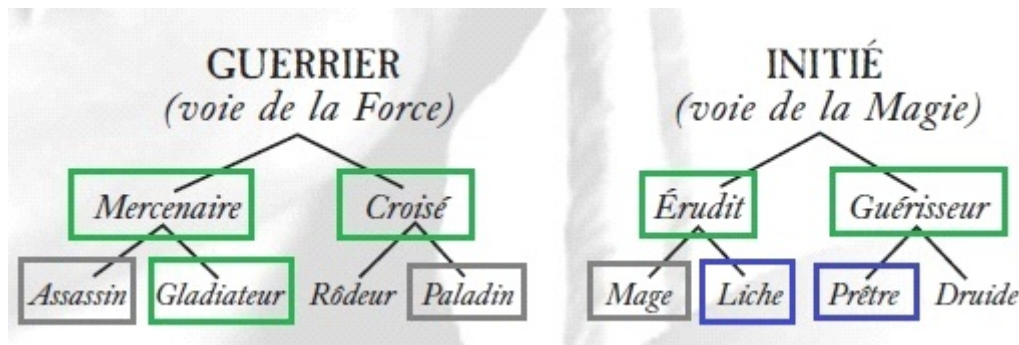 GUERRIER
(voie de la Force)
Mercenaire Croisé
Assassin Gladiateur Rôdeur Paladin
INITIÉ
(voie de la Magie)
Érudit Guérisseur
Mage Liche Prêtre Druide